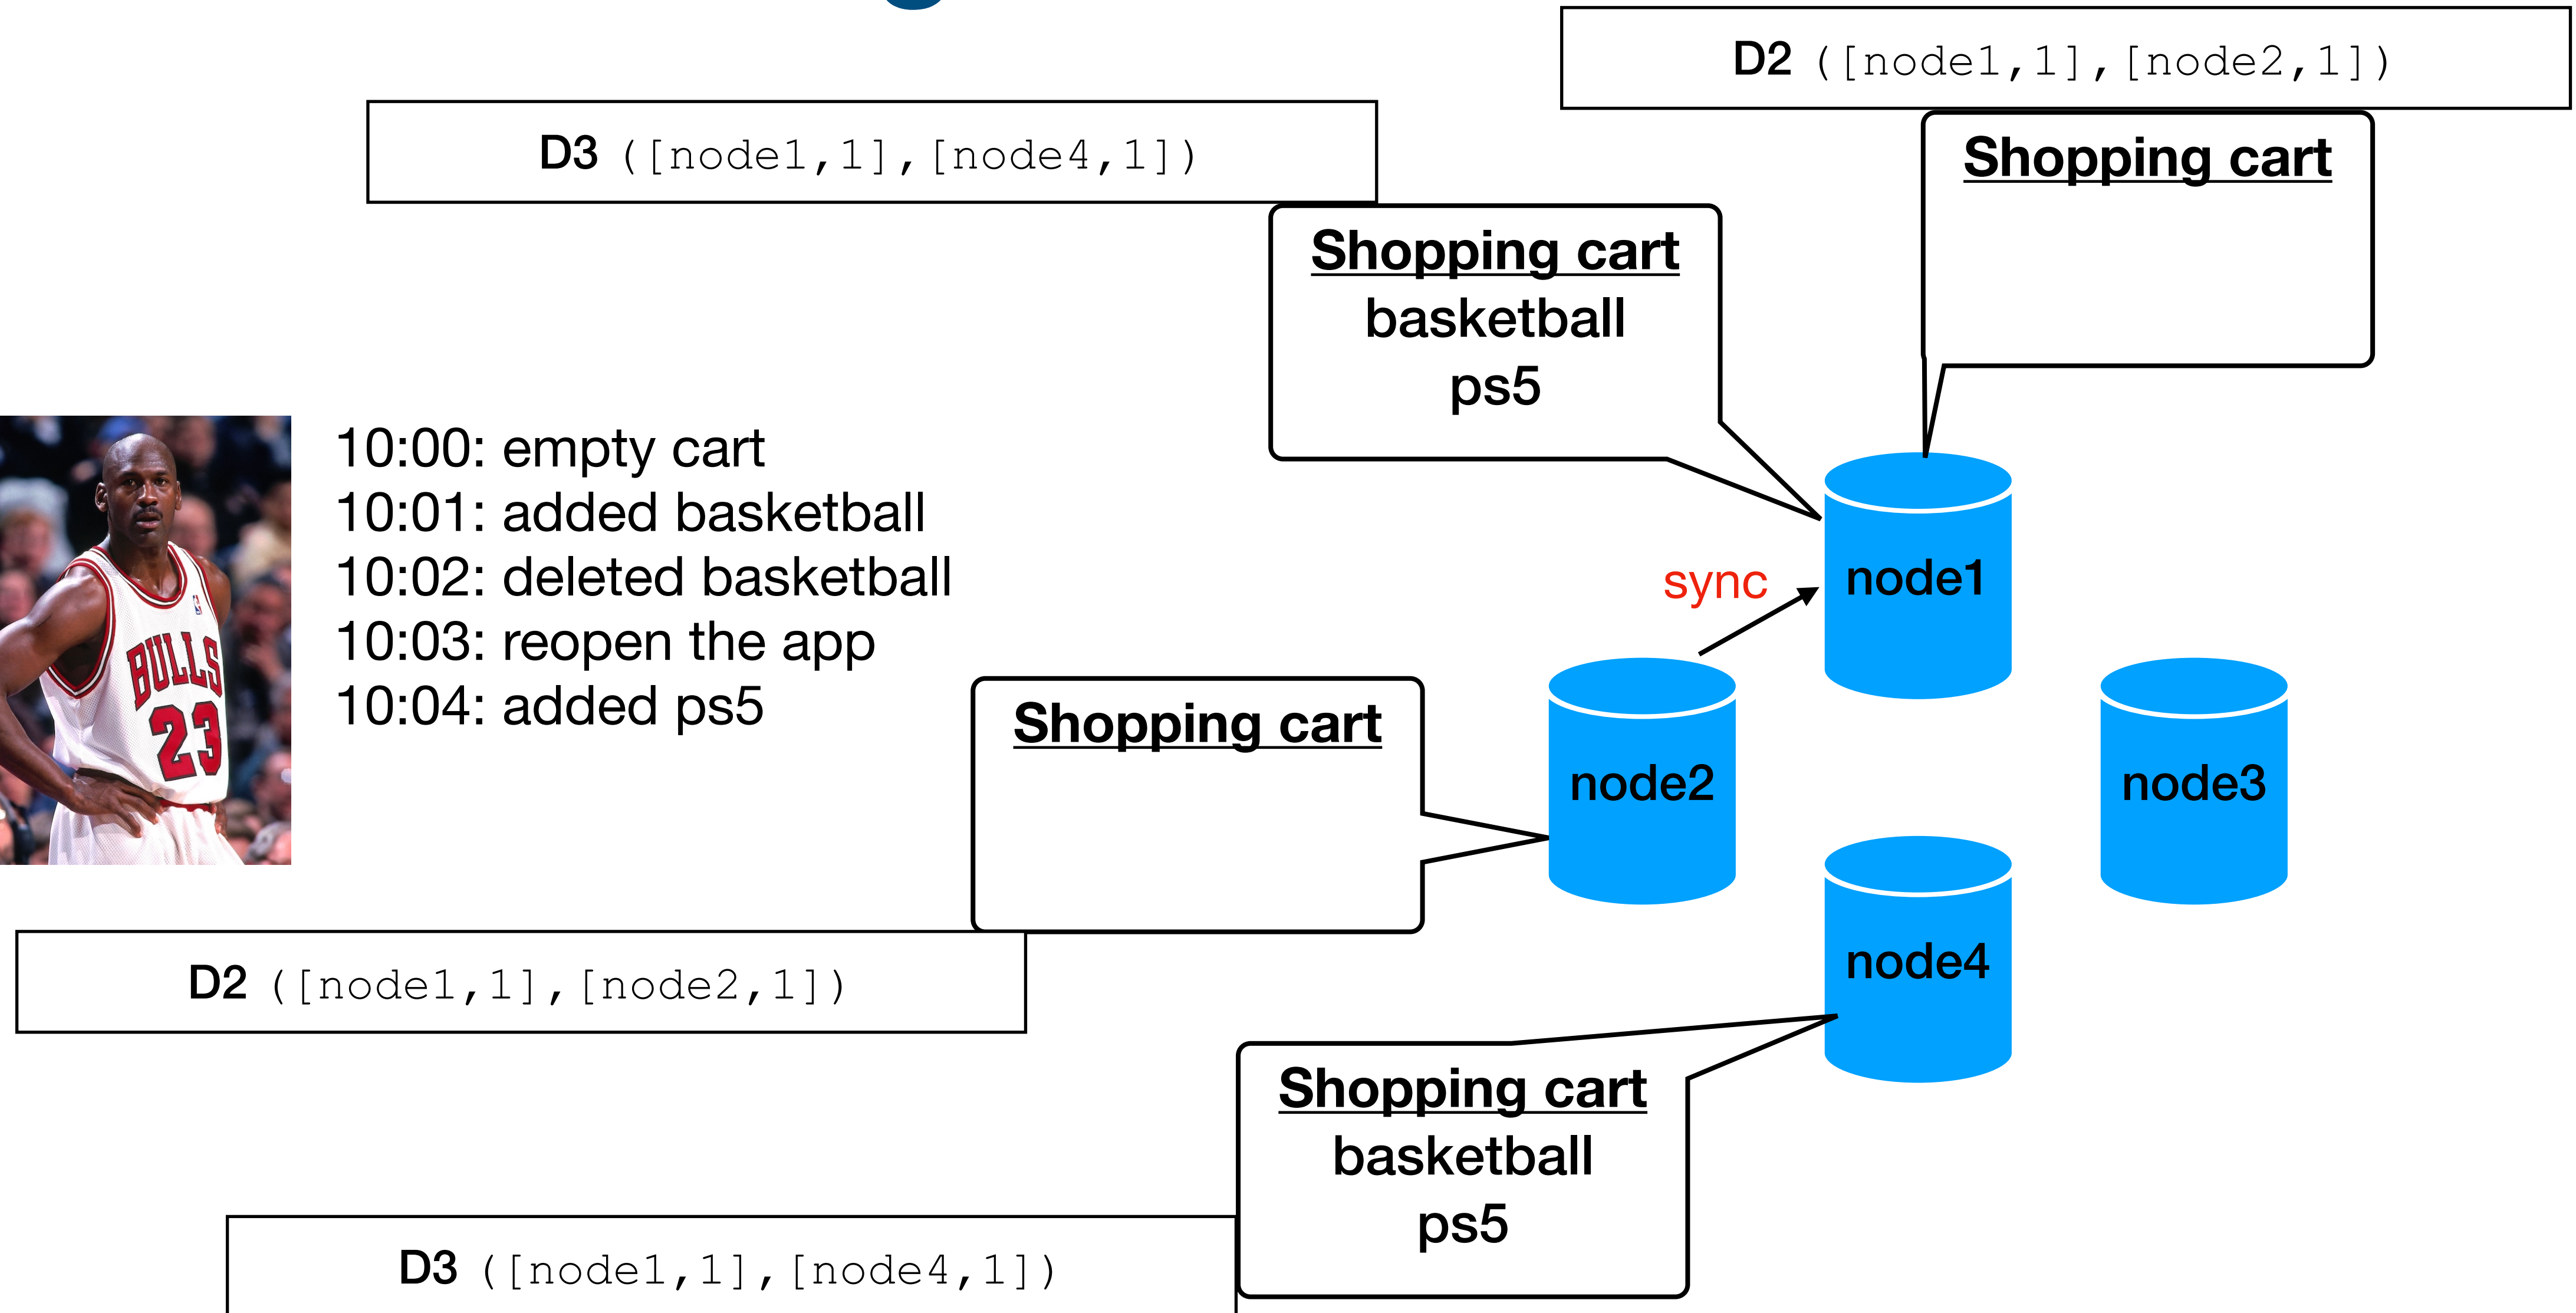 D2 ([node1,1],[node2,1])
D3 ([node1,1],[node4,1])
Shopping cart
Shopping cart
basketball
ps5
10:00: empty cart
10:01: added basketball
10:02: deleted basketball
10:03: reopen the app
10:04: added ps5
BULLS
23
sync
node1
Shopping cart
node2
node3
D2 ([node1,1],[node2,1])
node4
Shopping cart
basketball
ps5
D3 ([node1,1],[node4,1])